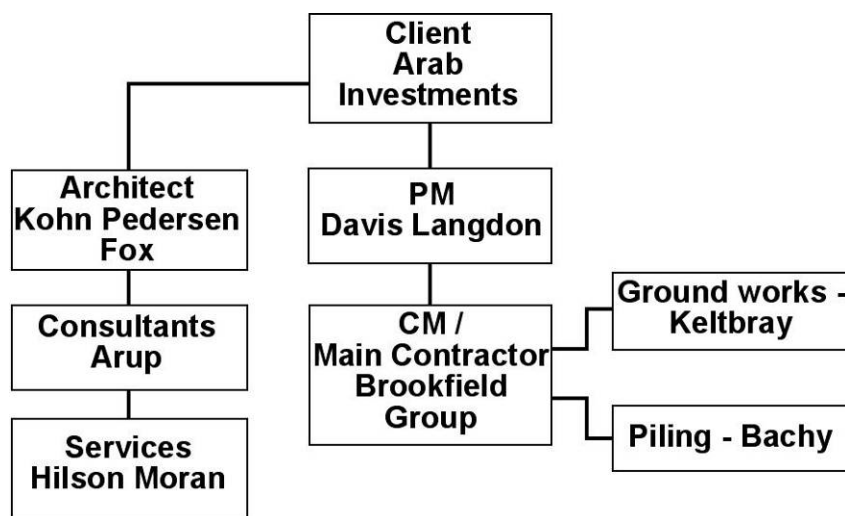 Client
Arab
Investments
Architect
Kohn Pedersen
Fox
PM
Davis Langdon
Consultants
Arup
CM /
Main Contractor
Brookfield
Group
Ground works -
Keltbray
Services
Hilson Moran
Piling - Bachy